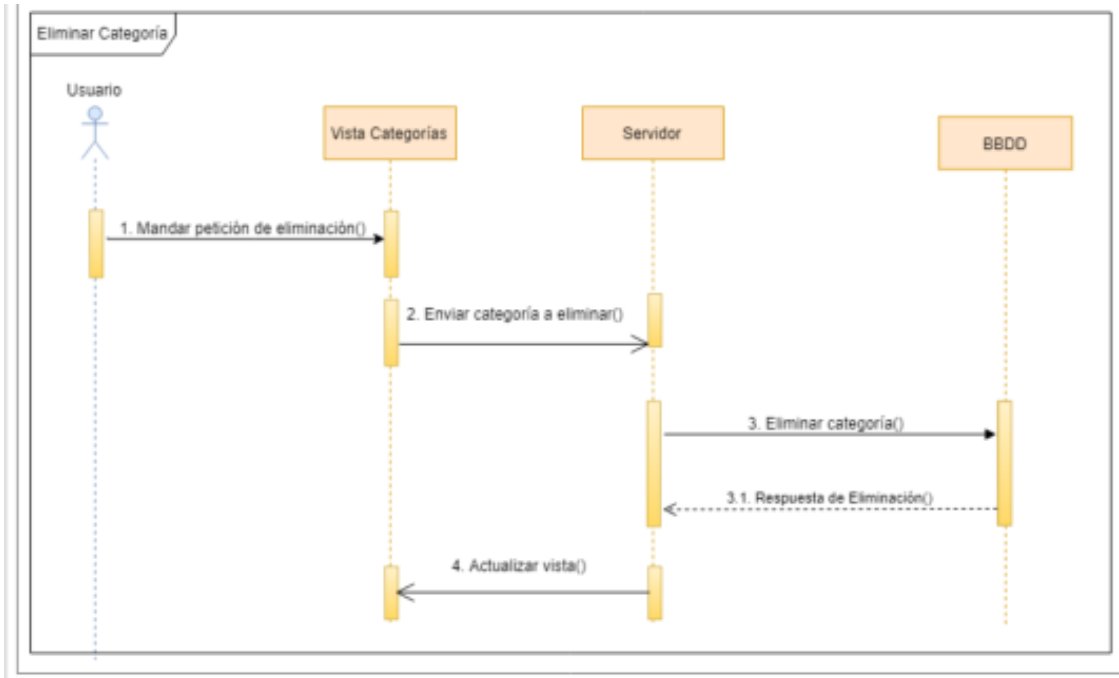 Eliminar Categoría
Usuario
Vista Categorías
Servidor
BBDD
1. Mandar petición de eliminación()
2. Enviar categoría a eliminar()
3. Eliminar categoría()
3.1. Respuesta de Eliminación()
4. Actualizar vista()